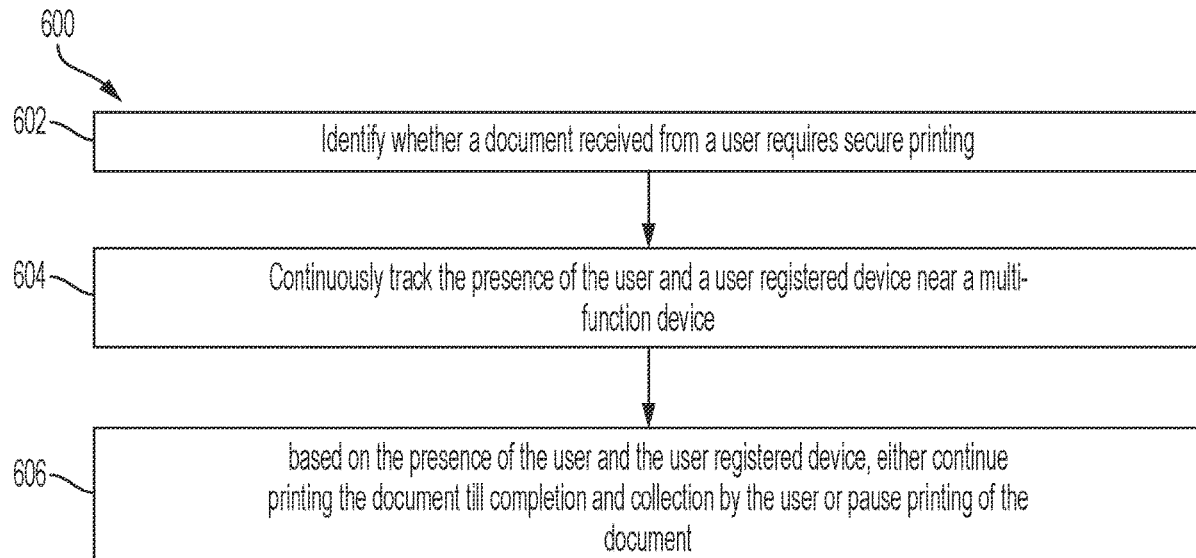 600
602
Identify whether a document received from a user requires secure printing
604
Continuously track the presence of the user and a user registered device near a multi-
function device
606
based on the presence of the user and the user registered device, either continue
printing the document till completion and collection by the user or pause printing of the
document